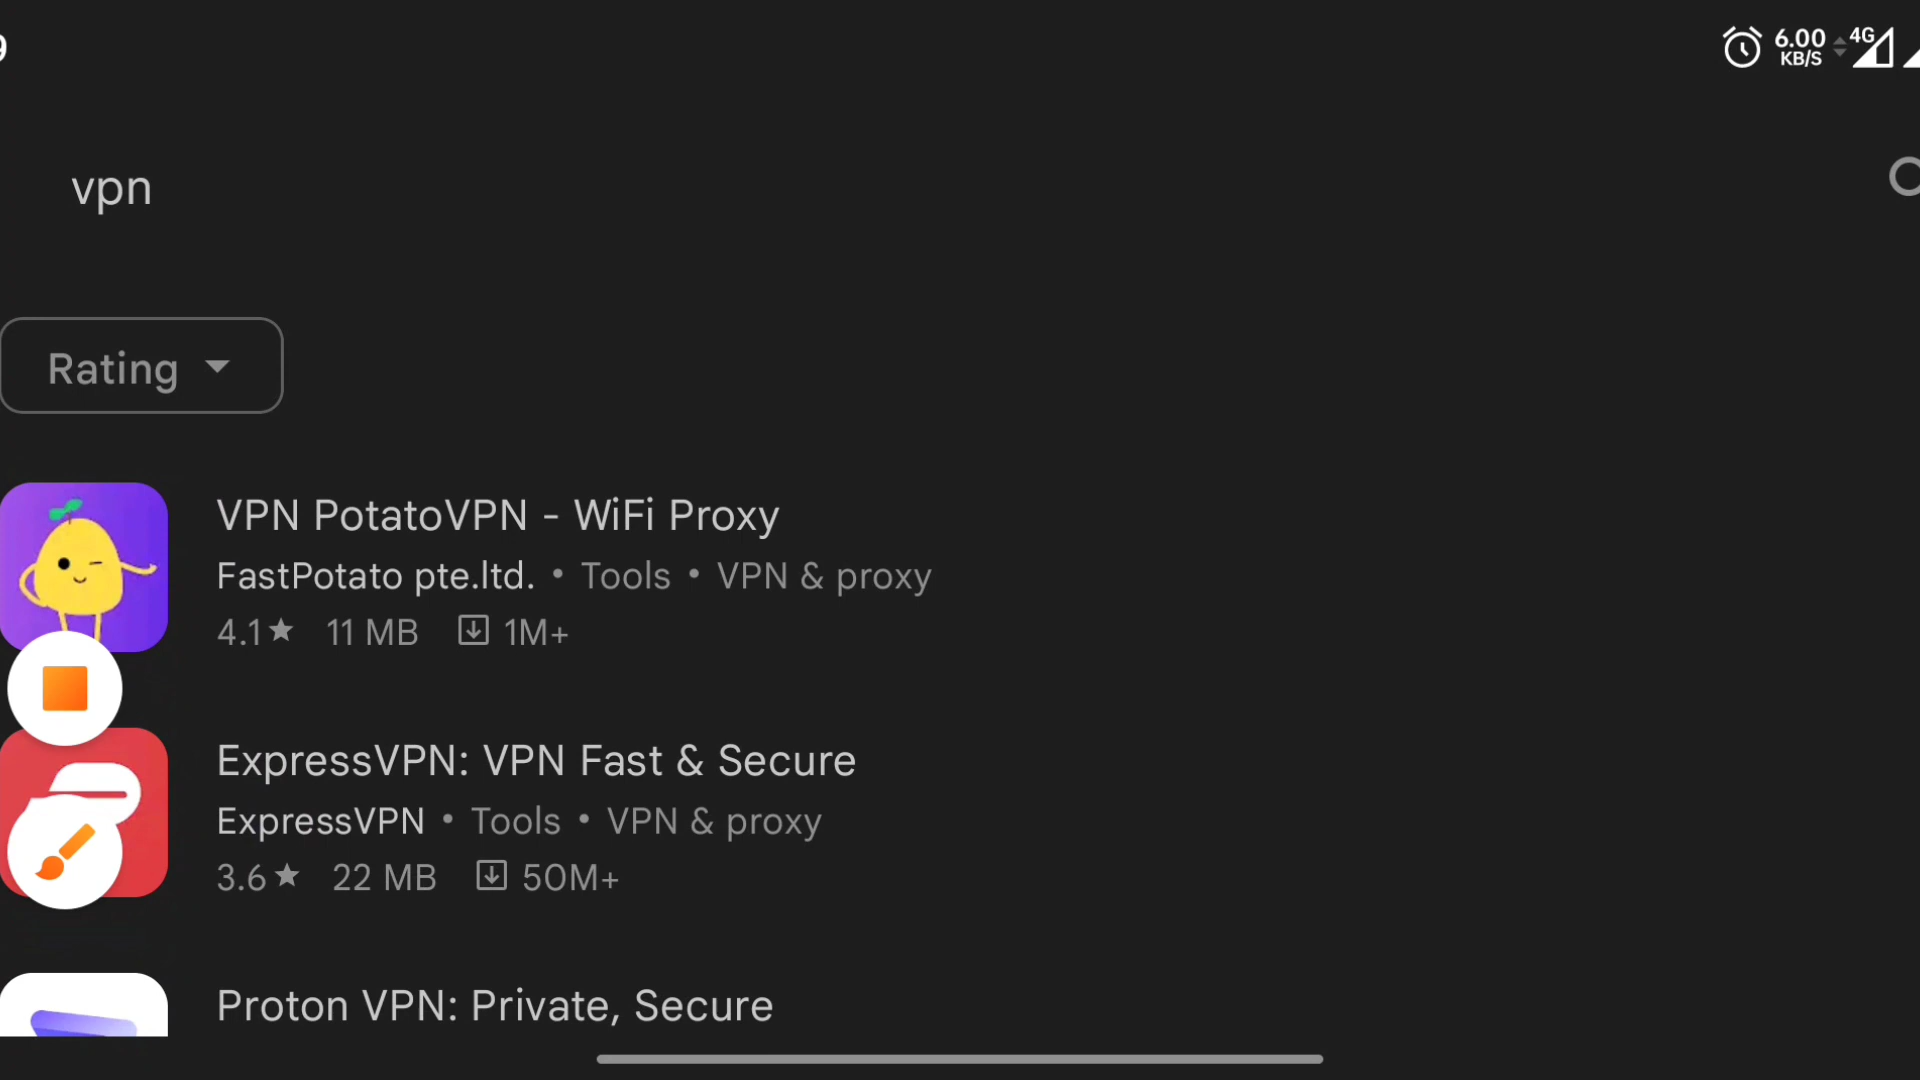 6.00 4G
KB/S
vpn
Rating
VPN PotatoVPN - WiFi Proxy
FastPotato pte.ltd. • Tools • VPN & proxy
4.1★ 11 MB 1M+
ExpressVPN: VPN Fast & Secure
ExpressVPN • Tools • VPN & proxy
3.6★ 22 MB 50M+
Proton VPN: Private, Secure